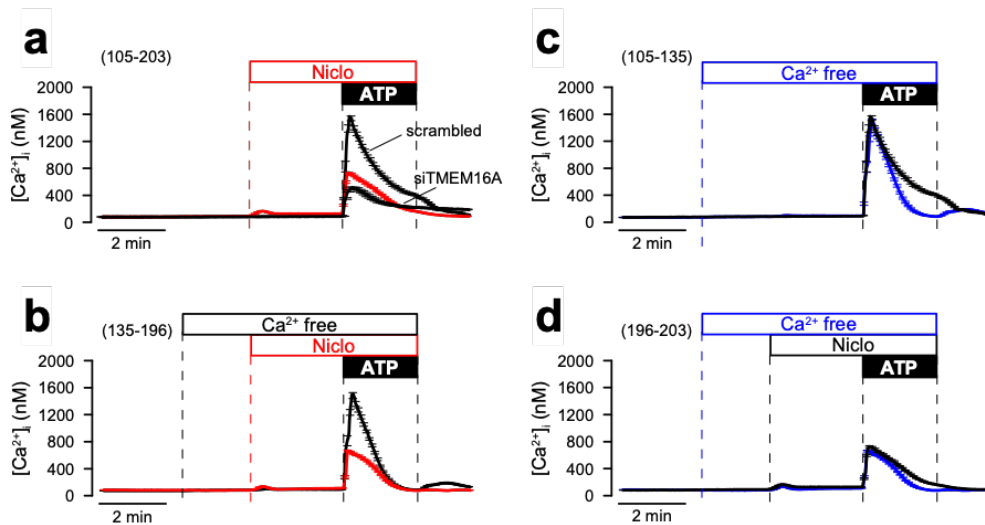 a
(105-203)
Niclo
ATP
2000
1600
1200
800
400
0
[Ca²⁺]ᵢ (nM)
scrambled
siTMEM16A
2 min
c
(105-135)
Ca²⁺ free
ATP
2000
1600
1200
800
400
0
[Ca²⁺]ᵢ (nM)
2 min
b
(135-196)
Ca²⁺ free
Niclo
ATP
2000
1600
1200
800
400
0
[Ca²⁺]ᵢ (nM)
2 min
d
(196-203)
Ca²⁺ free
Niclo
ATP
2000
1600
1200
800
400
0
[Ca²⁺]ᵢ (nM)
2 min